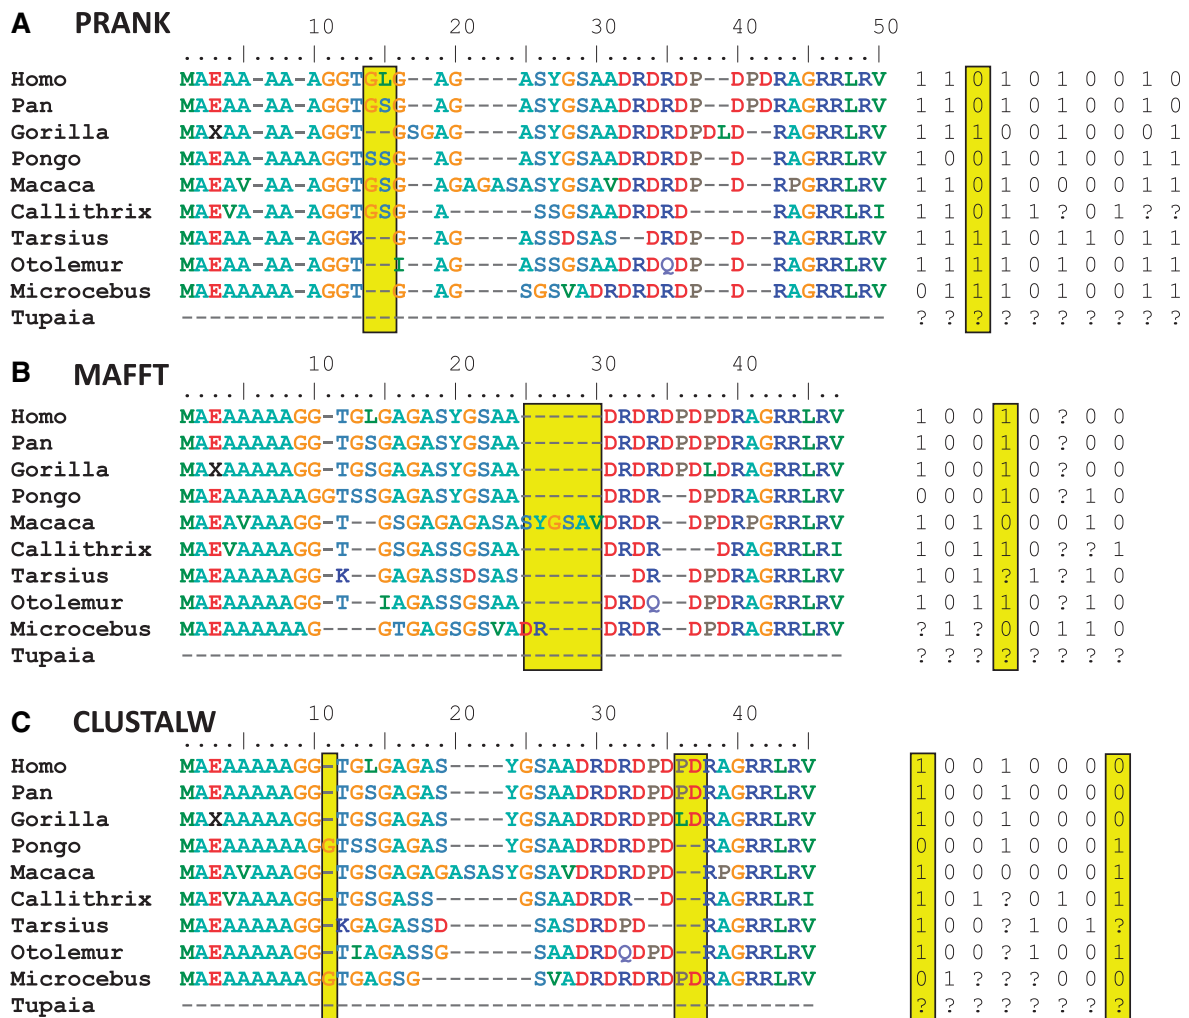 A PRANK
10 20 30 40 50
Homo MAEAA-AA-AGGTGLG--AG----ASYGSAADRDRDP--DPDRAGRRLRV 1 1 0 1 0 1 0 0 1 0
Pan MAEAA-AA-AGGTGSG--AG----ASYGSAADRDRDP--DPDRAGRRLRV 1 1 0 1 0 1 0 0 1 0
Gorilla MAXAA-AA-AGGT--GSGAG----ASYGSAADRDRDPDLD--RAGRRLRV 1 1 1 0 0 1 0 0 0 1
Pongo MAEAA-AAAAGGTSSG--AG----ASYGSAADRDRDP--D--RAGRRLRV 1 0 0 1 0 1 0 0 1 1
Macaca MAEAV-AA-AGGTGSG--AGAGASASYGSAVDRDRDP--D--RPGRRLRV 1 1 0 1 0 0 0 0 1 1
Callithrix MAEVA-AA-AGGTGSG--A------SSGSAADRDRD------RAGRRLRI 1 1 0 1 1 ? 0 1 ? ?
Tarsius MAEAA-AA-AGGK--G--AG----ASSDSAS--DRDP--D--RAGRRLRV 1 1 1 1 0 1 1 0 1 1
Otolemur MAEAA-AA-AGGT--I--AG----ASSGSAADRDQDP--D--RAGRRLRV 1 1 1 1 0 1 0 0 1 1
Microcebus MAEAAAAA-AGGT--G--AG----SGSVADRDRDRDP--D--RAGRRLRV 0 1 1 1 0 1 0 0 1 1
Tupaia -------------------------------------------------- ? ? ? ? ? ? ? ? ? ?
B MAFFT
10 20 30 40
Homo MAEAAAAAGG-TGLGAGASYGSAA------DRDRDPDPDRAGRRLRV 1 0 0 1 0 ? 0 0
Pan MAEAAAAAGG-TGSGAGASYGSAA------DRDRDPDPDRAGRRLRV 1 0 0 1 0 ? 0 0
Gorilla MAXAAAAAGG-TGSGAGASYGSAA------DRDRDPDLDRAGRRLRV 1 0 0 1 0 ? 0 0
Pongo MAEAAAAAAGGTSSGAGASYGSAA------DRDR--DPDRAGRRLRV 0 0 0 1 0 ? 1 0
Macaca MAEAVAAAGG-T--GSGAGAGASASYGSAVDRDR--DPDRPGRRLRV 1 0 1 0 0 0 1 0
Callithrix MAEVAAAAGG-T--GSGASSGSAA------DRDR----DRAGRRLRI 1 0 1 1 0 ? ? 1
Tarsius MAEAAAAAGG-K--GAGASSDSAS--------DR--DPDRAGRRLRV 1 0 1 ? 1 ? 1 0
Otolemur MAEAAAAAGG-T--IAGASSGSAA------DRDQ--DPDRAGRRLRV 1 0 1 1 0 ? 1 0
Microcebus MAEAAAAAAG----GTGAGSGSVADR----DRDR--DPDRAGRRLRV ? 1 ? 0 0 1 1 0
Tupaia ----------------------------------------------- ? ? ? ? ? ? ? ?
C CLUSTALW
10 20 30 40
Homo MAEAAAAAGG-TGLGAGAS----YGSAADRDRDPDPDRAGRRLRV 1 0 0 1 0 0 0 0
Pan MAEAAAAAGG-TGSGAGAS----YGSAADRDRDPDPDRAGRRLRV 1 0 0 1 0 0 0 0
Gorilla MAXAAAAAGG-TGSGAGAS----YGSAADRDRDPDLDRAGRRLRV 1 0 0 1 0 0 0 0
Pongo MAEAAAAAAGGTSSGAGAS----YGSAADRDRDPD--RAGRRLRV 0 0 0 1 0 0 0 1
Macaca MAEAVAAAGG-TGSGAGAGASASYGSAVDRDRDPD--RPGRRLRV 1 0 0 0 0 0 0 1
Callithrix MAEVAAAAGG-TGSGASS------GSAADRDR--D--RAGRRLRI 1 0 1 ? 0 1 0 1
Tarsius MAEAAAAAGG-KGAGASSD------SASDRDPD----RAGRRLRV 1 0 0 ? 1 0 1 ?
Otolemur MAEAAAAAGG-TIAGASSG------SAADRDQDPD--RAGRRLRV 1 0 0 ? 1 0 0 1
Microcebus MAEAAAAAAGGTGAGSG--------SVADRDRDRDPDRAGRRLRV 0 1 ? ? ? 0 0 0
Tupaia --------------------------------------------- ? ? ? ? ? ? ? ?